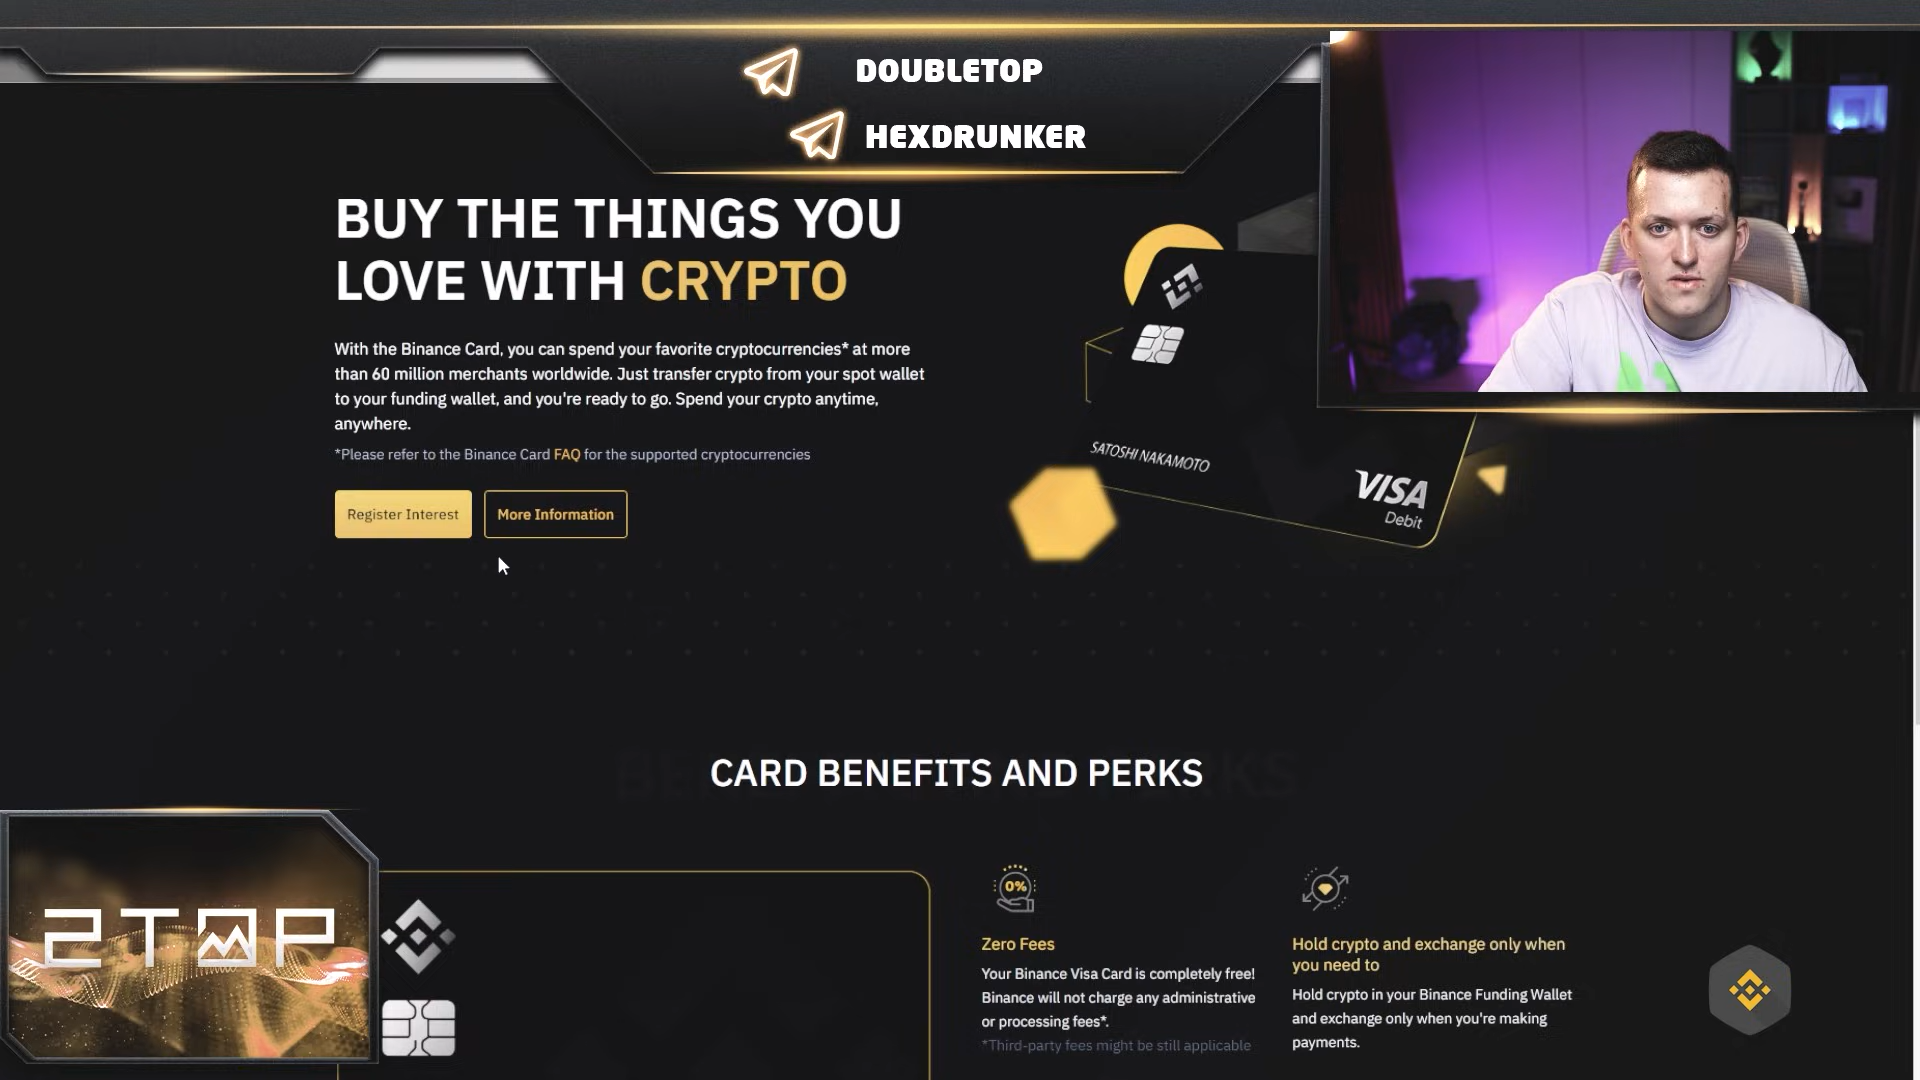 DOUBLETOP
HEXDRUNKER
BUY THE THINGS YOU
LOVE WITH CRYPTO
With the Binance Card, you can spend your favorite cryptocurrencies* at more
than 60 million merchants worldwide. Just transfer crypto from your spot wallet
to your funding wallet, and you're ready to go. Spend your crypto anytime,
anywhere.
*Please refer to the Binance Card FAQ for the supported cryptocurrencies
Register Interest
More Information
SATOSHI NAKAMOTO
VISA
Debit
CARD BENEFITS AND PERKS
2TOP
0%
Zero Fees
Your Binance Visa Card is completely free!
Binance will not charge any administrative
or processing fees*.
*Third-party fees might be still applicable
Hold crypto and exchange only when
you need to
Hold crypto in your Binance Funding Wallet
and exchange only when you're making
payments.